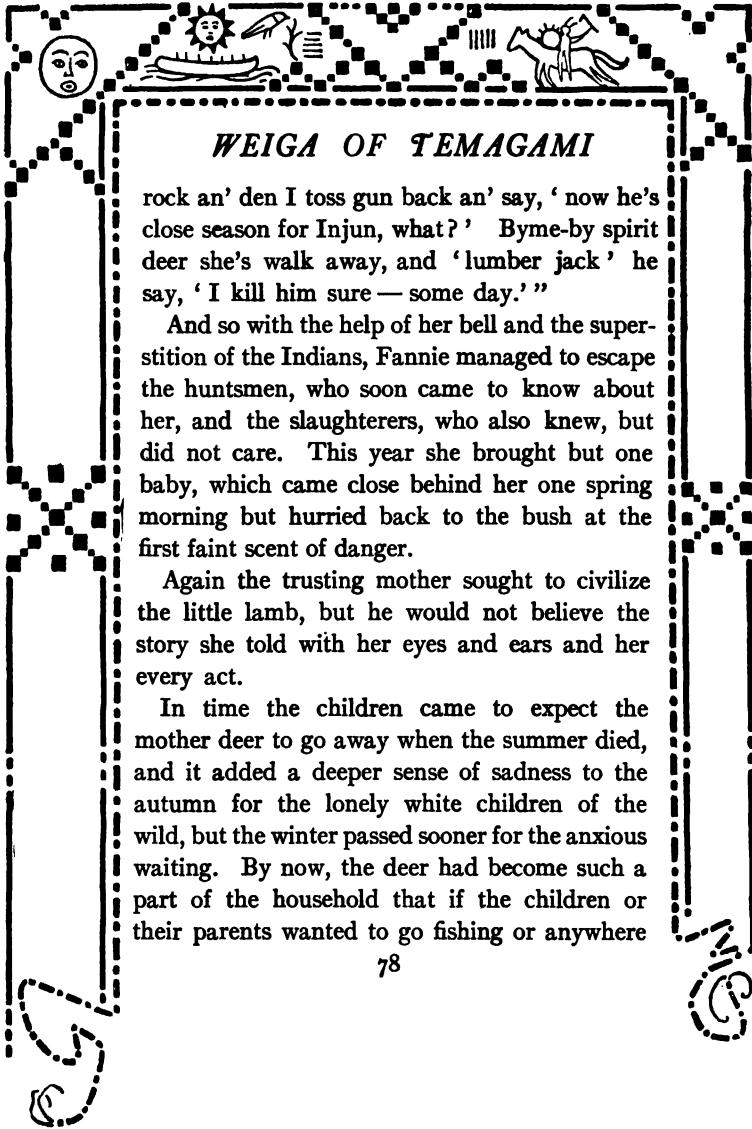 WEIGA OF TEMAGAMI
rock an' den I toss gun back an' say, ‘ now he's
close season for Injun, what? ’ Byme-by spirit
deer she's walk away, and ‘ lumber jack ’ he
say, ‘ I kill him sure — some day.’ ”
And so with the help of her bell and the super-
stition of the Indians, Fannie managed to escape
the huntsmen, who soon came to know about
her, and the slaughterers, who also knew, but
did not care. This year she brought but one
baby, which came close behind her one spring
morning but hurried back to the bush at the
first faint scent of danger.
Again the trusting mother sought to civilize
the little lamb, but he would not believe the
story she told with her eyes and ears and her
every act.
In time the children came to expect the
mother deer to go away when the summer died,
and it added a deeper sense of sadness to the
autumn for the lonely white children of the
wild, but the winter passed sooner for the anxious
waiting. By now, the deer had become such a
part of the household that if the children or
their parents wanted to go fishing or anywhere
78